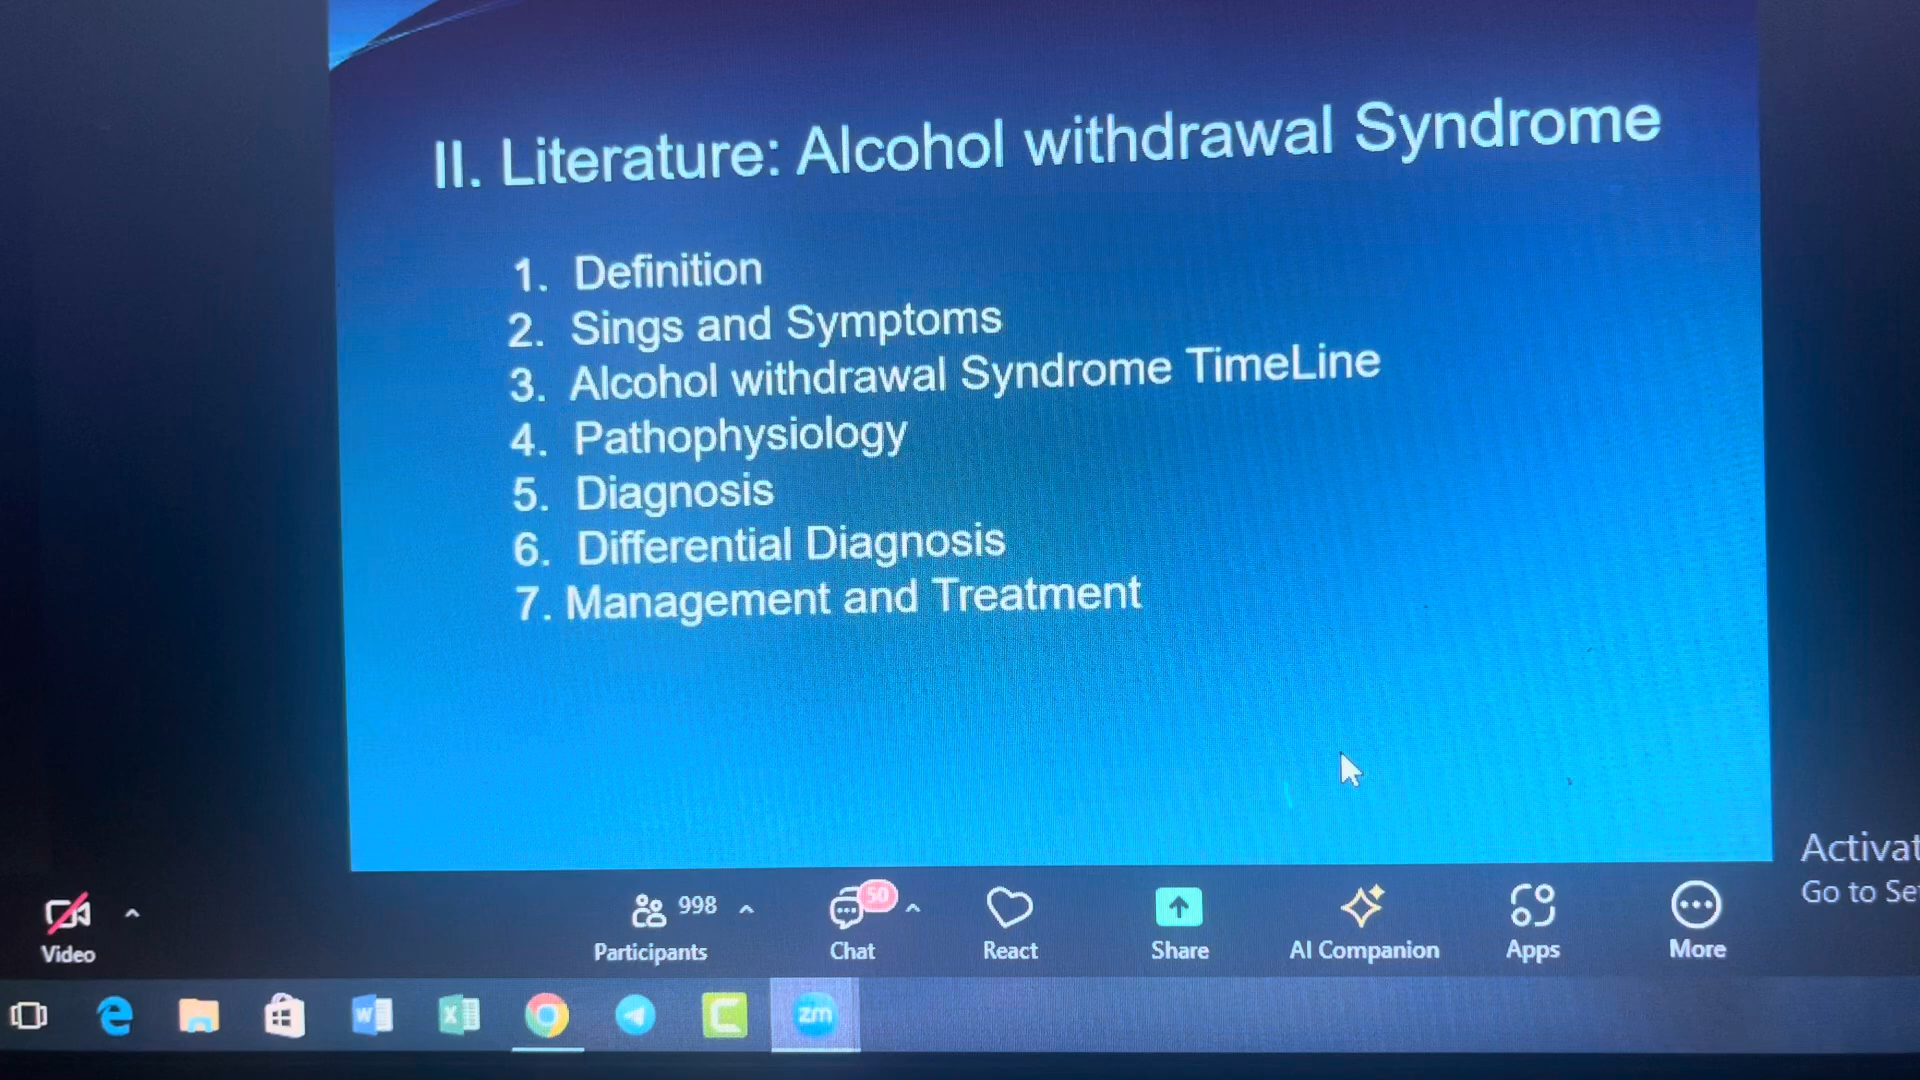 II. Literature: Alcohol withdrawal Syndrome
1. Definition
2. Sings and Symptoms
3. Alcohol withdrawal Syndrome TimeLine
4. Pathophysiology
5. Diagnosis
6. Differential Diagnosis
7. Management and Treatment
Activat
Go to Se
998
50
Video
Participants
Chat
React
Share
AI Companion
Apps
More
zm